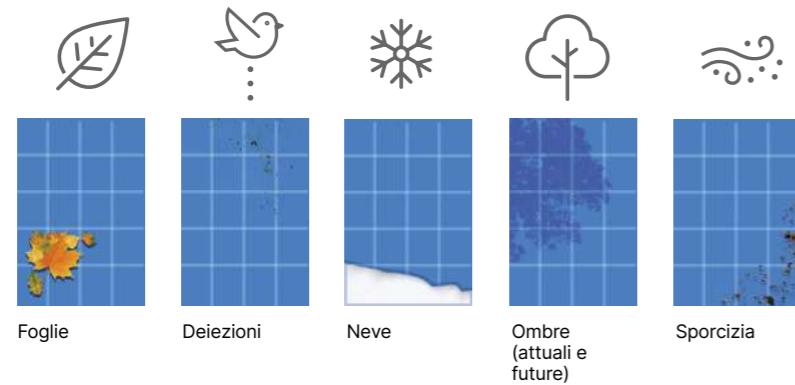 Foglie
Deiezioni
Neve
Ombre
(attuali e
future)
Sporcizia